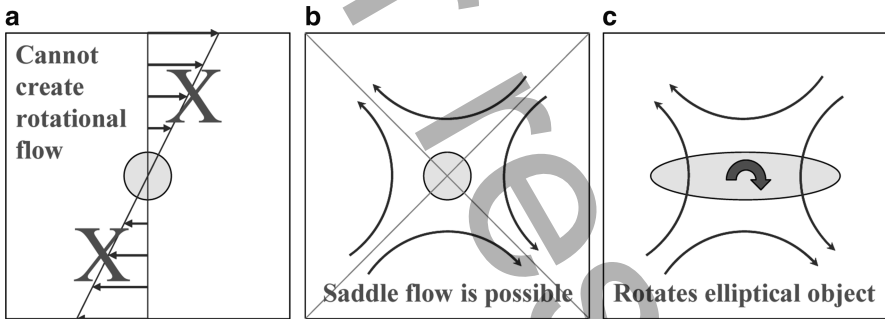 a
Cannot
create
rotational
flow
X
X
b
Saddle flow is possible
c
Rotates elliptical object